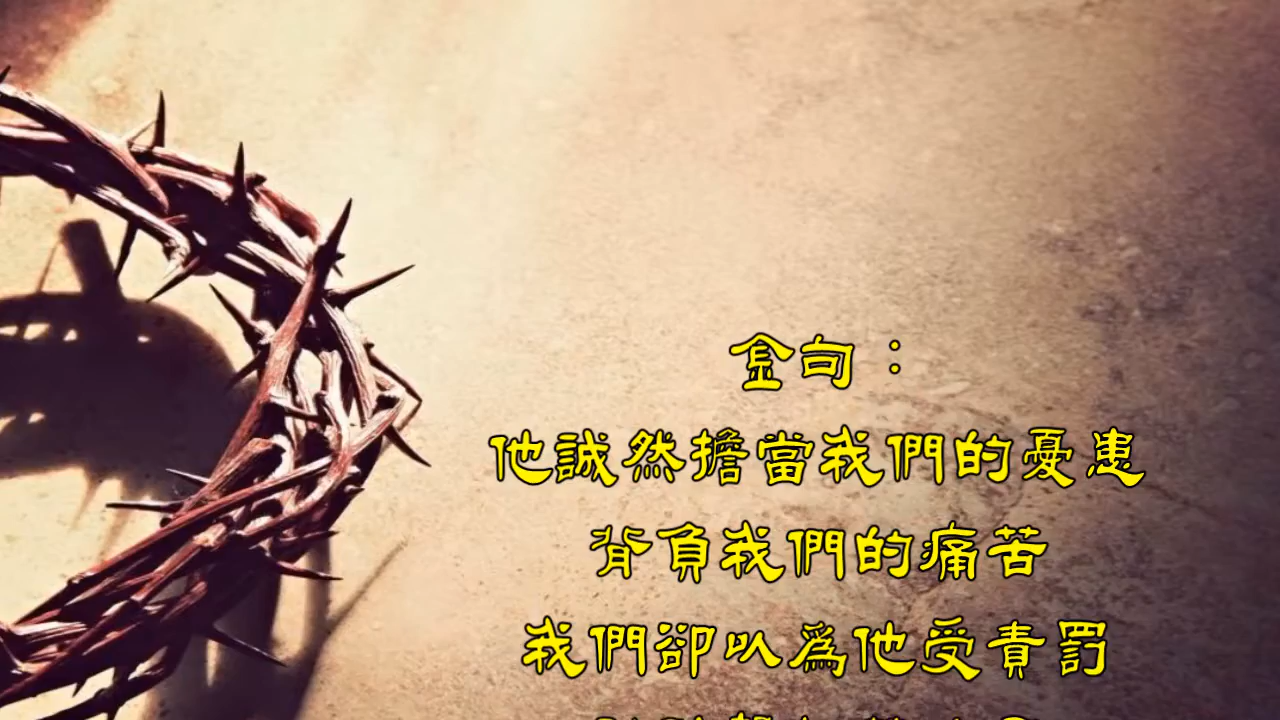 金句：
他誠然擔當我們的憂患
背負我們的痛苦
我們卻以為他受責罰